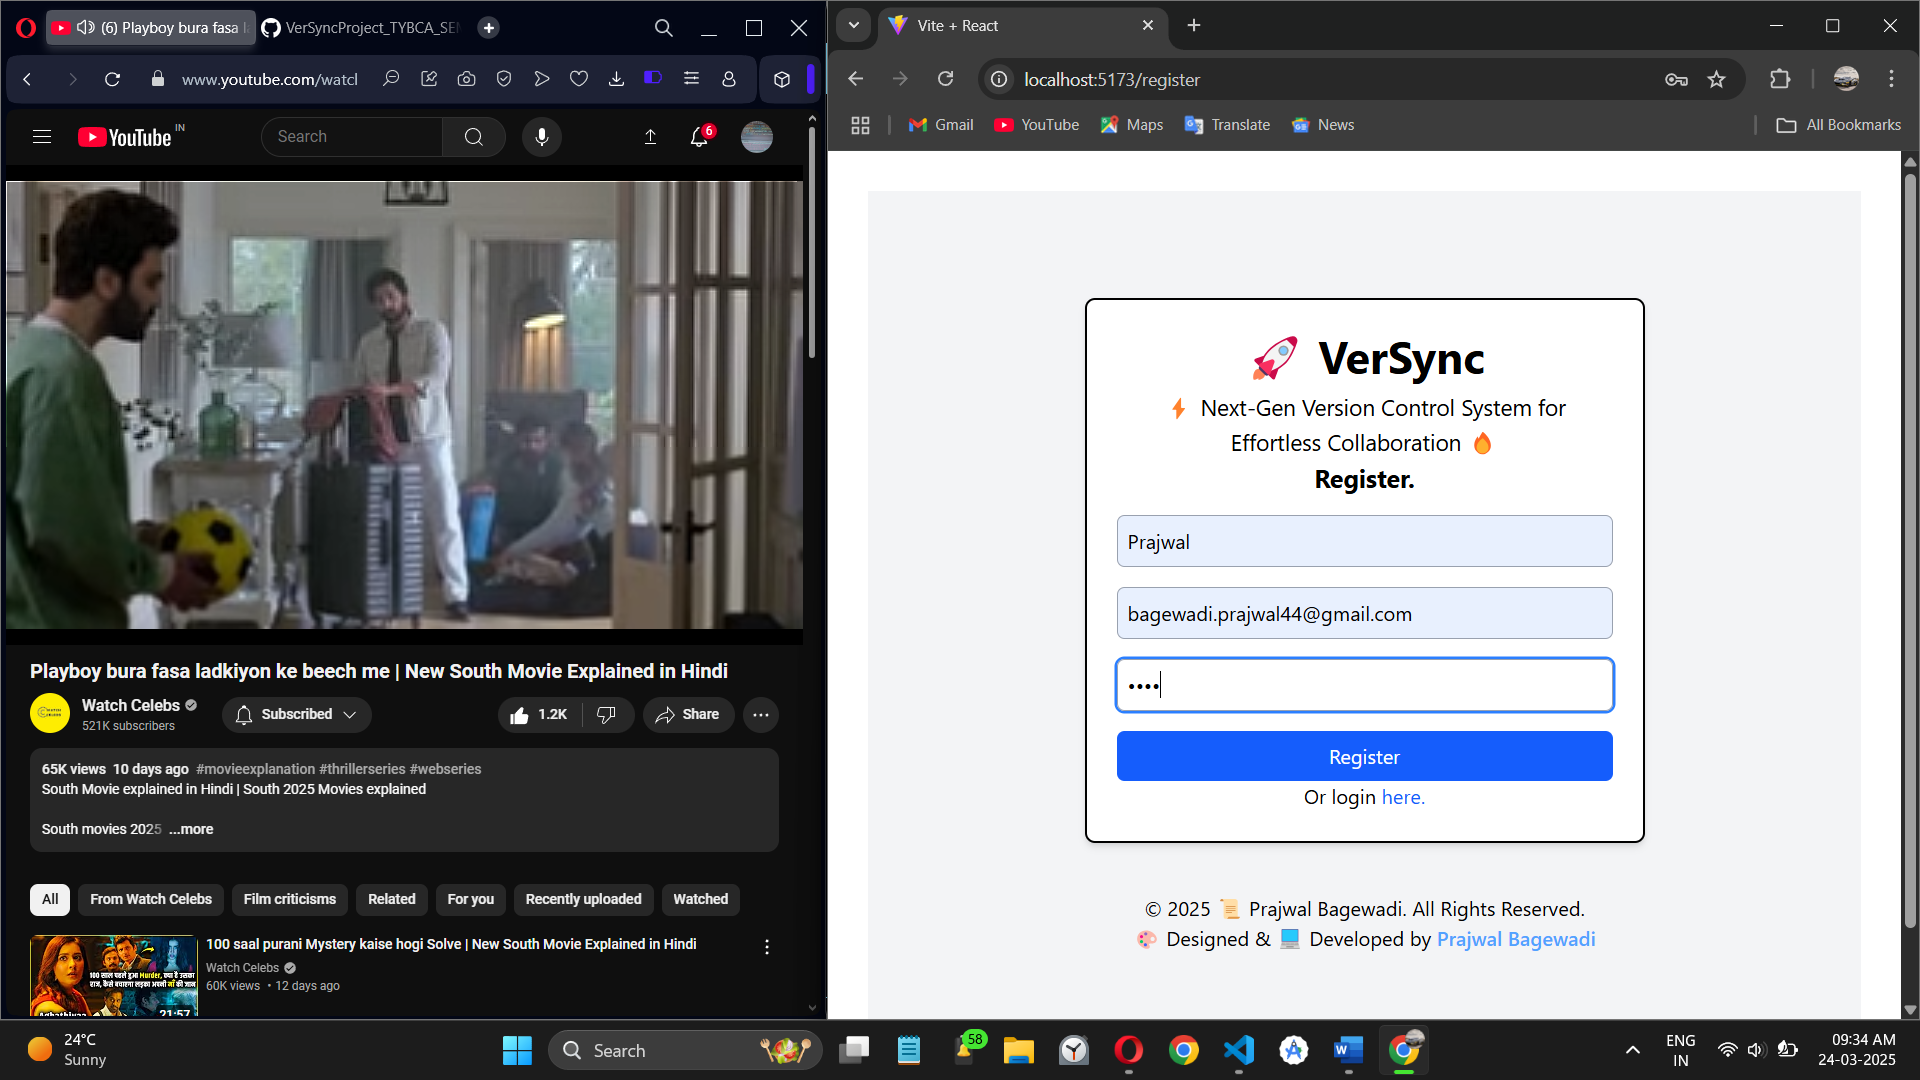 (6) Playboy bura fasa l
VerSyncProject_TYBCA_SEM
www.youtube.com/watch
YouTube IN
Search
6
Playboy bura fasa ladkiyon ke beech me | New South Movie Explained in Hindi
Watch Celebs
521K subscribers
Subscribed
1.2K
Share
65K views 10 days ago #movieexplanation #thrillerseries #webseries
South Movie explained in Hindi | South 2025 Movies explained
South movies 2025 ...more
All
From Watch Celebs
Film criticisms
Related
For you
Recently uploaded
Watched
100 saal purani Mystery kaise hogi Solve | New South Movie Explained in Hindi
Watch Celebs
60K views • 12 days ago
21:57
Vite + React
localhost:5173/register
Gmail
YouTube
Maps
Translate
News
All Bookmarks
🚀 VerSync
⚡ Next-Gen Version Control System for
Effortless Collaboration 🔥
Register.
Prajwal
bagewadi.prajwal44@gmail.com
••••
Register
Or login here.
© 2025 📜 Prajwal Bagewadi. All Rights Reserved.
🎨 Designed & 💻 Developed by Prajwal Bagewadi
24°C
Sunny
Search
58
ENG
IN
09:34 AM
24-03-2025